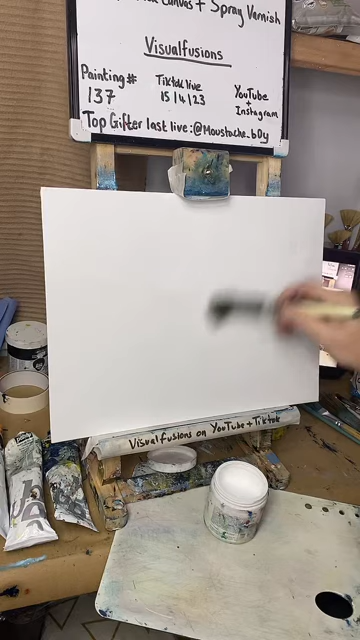 Canvas + Spray Varnish
Visualfusions
Painting# Tiktok live YouTube
137 15/4/23 +
Instagram
Top Gifter last live:@Moustache_b0y
Visualfusions on YouTube + Tiktok